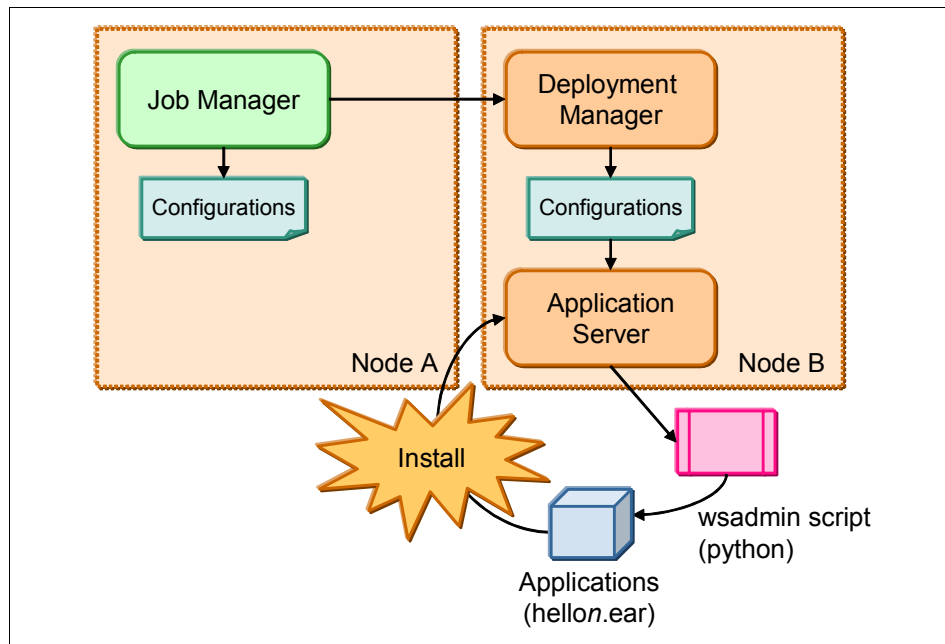 Job Manager
Configurations
Node A
Deployment
Manager
Configurations
Application
Server
Node B
Install
Applications
(hellon.ear)
wsadmin script
(python)